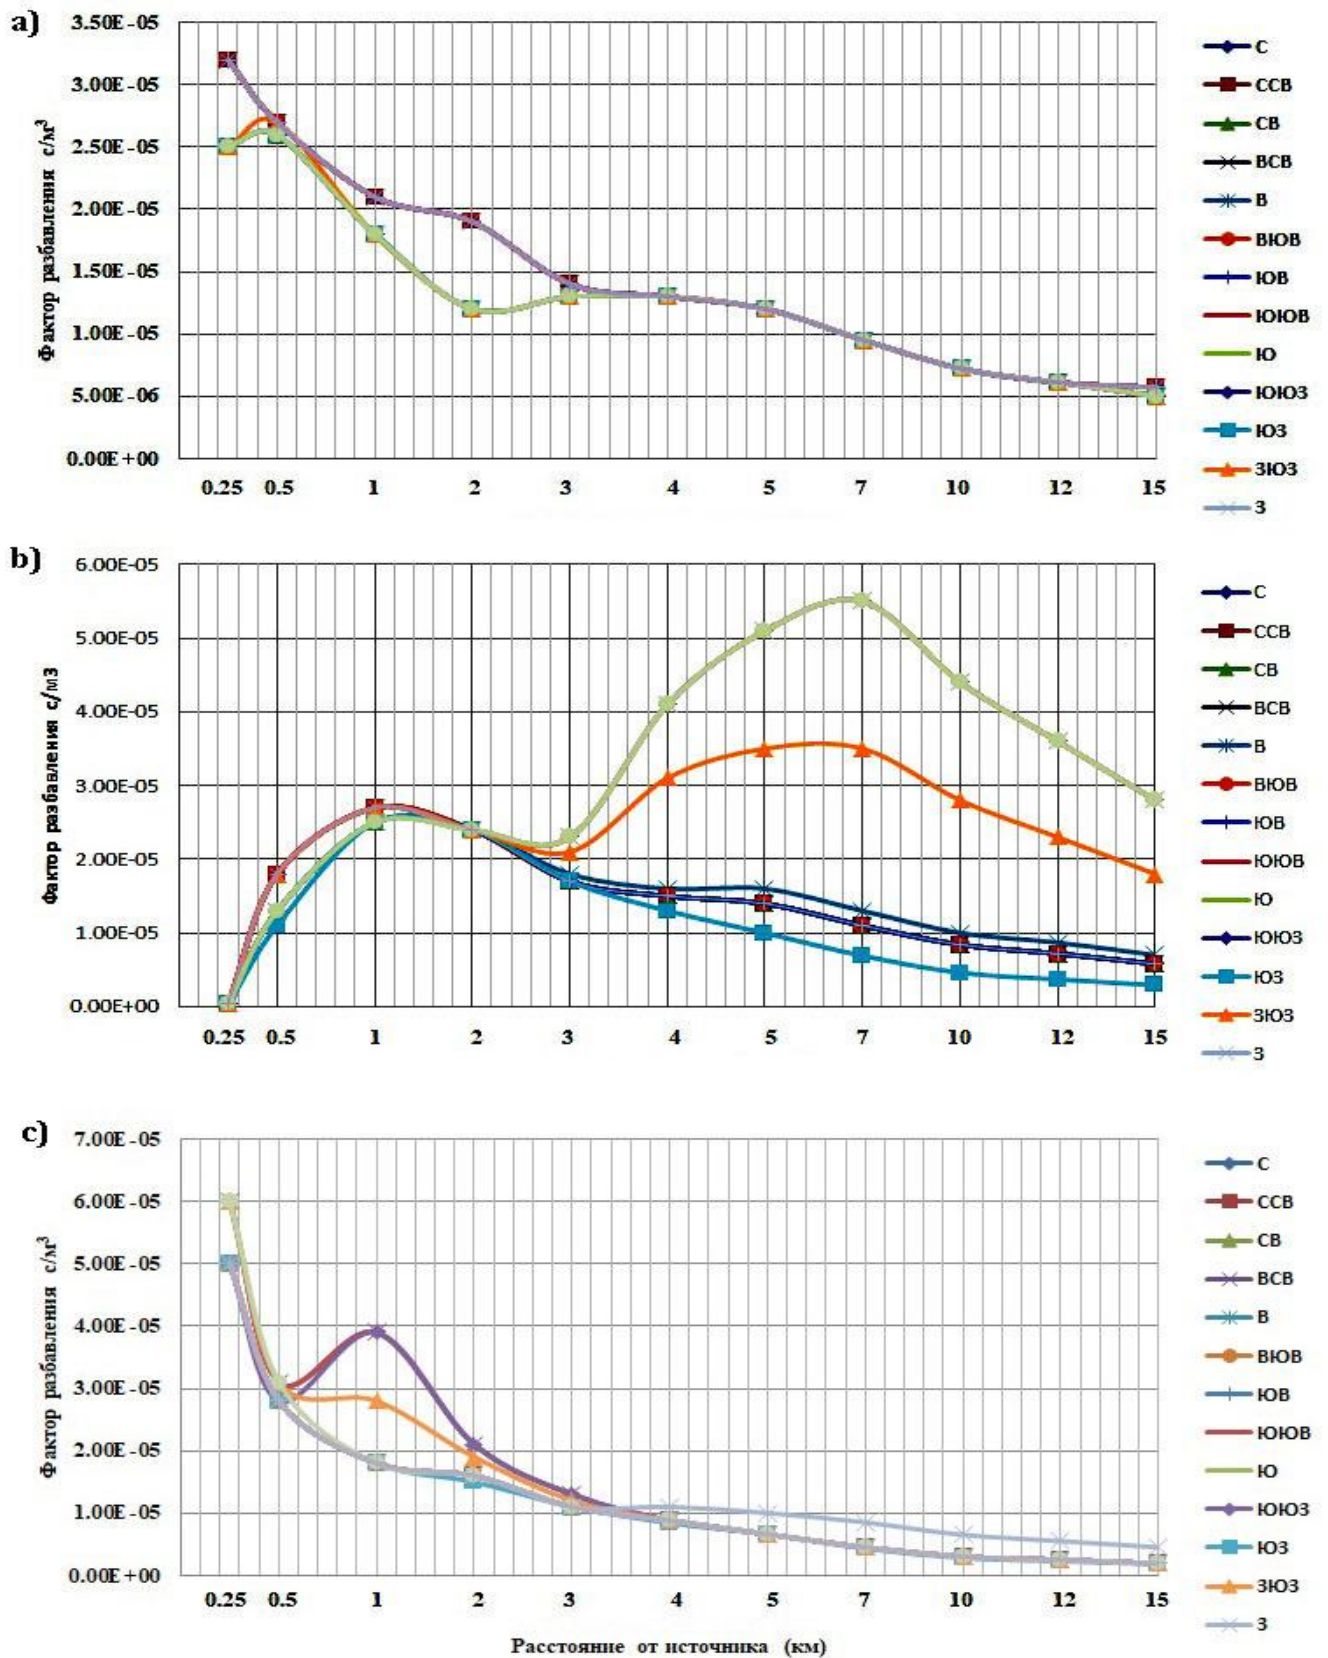 a)
3.50E-05
3.00E-05
2.50E-05
2.00E-05
1.50E-05
1.00E-05
5.00E-06
0.00E+00
Фактор разбавления с/м³
0.25 0.5 1 2 3 4 5 7 10 12 15
С
ССВ
СВ
ВСВ
В
ВЮВ
ЮВ
ЮЮВ
Ю
ЮЮЗ
ЮЗ
ЗЮЗ
З
b)
6.00E-05
5.00E-05
4.00E-05
3.00E-05
2.00E-05
1.00E-05
0.00E+00
Фактор разбавления с/м3
0.25 0.5 1 2 3 4 5 7 10 12 15
С
ССВ
СВ
ВСВ
В
ВЮВ
ЮВ
ЮЮВ
Ю
ЮЮЗ
ЮЗ
ЗЮЗ
З
c)
7.00E-05
6.00E-05
5.00E-05
4.00E-05
3.00E-05
2.00E-05
1.00E-05
0.00E+00
Фактор разбавления с/м³
0.25 0.5 1 2 3 4 5 7 10 12 15
С
ССВ
СВ
ВСВ
В
ВЮВ
ЮВ
ЮЮВ
Ю
ЮЮЗ
ЮЗ
ЗЮЗ
З
Расстояние от источника (км)